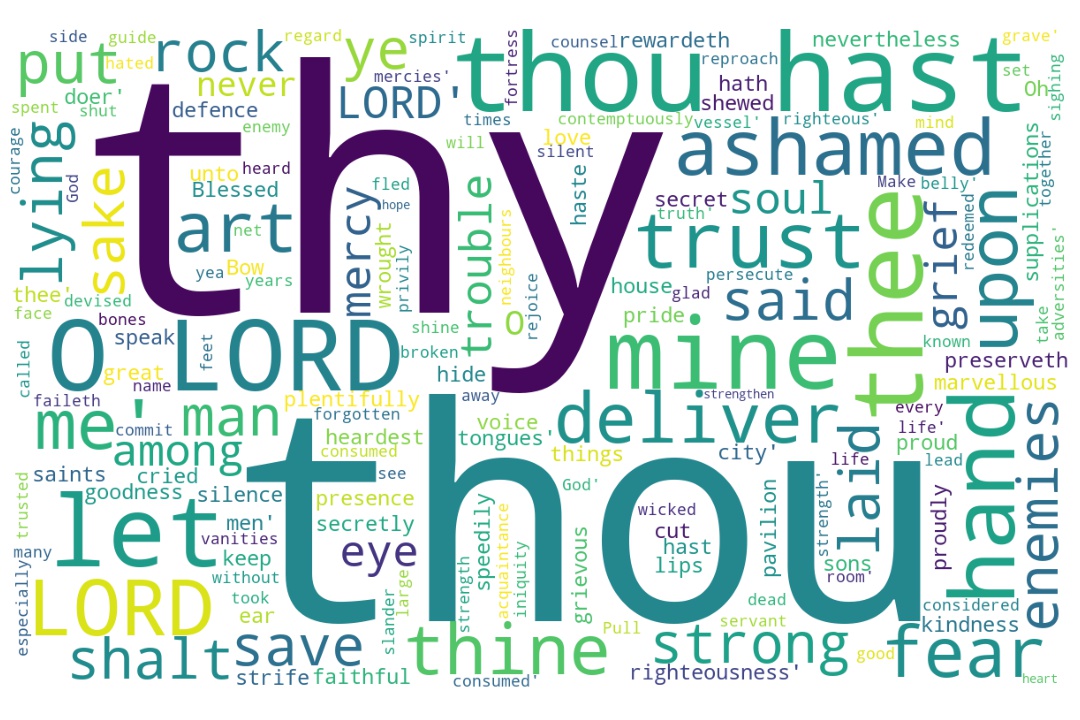 side
guide
rock
regard
ye
spirit
thou hast
counsel
rewardeth
nevertheless
grave'
put
hated
never
mercies'
LORD'
fortress
reproach
hath
set
Oh
sighing
spent
doer'
shut
defence
thy
times
contemptuously
shewed
vessel'
righteous'
mind
courage
lying
God
sake
enemy
unto
heard
Blessed
will
love
silent
ashamed
together
supplications
art
net
mercy
fled
hope
haste
secret
soul
truth'
Make
belly'
redeemed
yea
Bow
years
wrought
privily
trouble
neighbours
trust
thee
grief
upon
thee'
devised
face
bones
speak
O LORD
feet
shine
broken
O
rejoice
house
glad
pride
persecute
said
mine
known
take
adversities'
preserveth
called
great
name
hide
away
strengthen
marvellous
faileth
me'
commit
man
plentifully
forgotten
deliver
every
life'
proud
hand
enemies
among
heardest
consumed
voice
tongues'
things
city'
life
laid
lead
saints
cried
goodness
silence
see
thou
God'
trusted
let
men'
vanities
presence
secretly
speedily
acquaintance
iniquity
grievous
wicked
cut
hast
lips
pavilion
strength'
proudly
many
especially
keep
eye
without
took
ear
large
slander
strength
sons
room'
dead
servant
considered
kindness
LORD
Pull
shalt
save
strife
faithful
thine
consumed'
strong
righteousness'
good
fear
heart